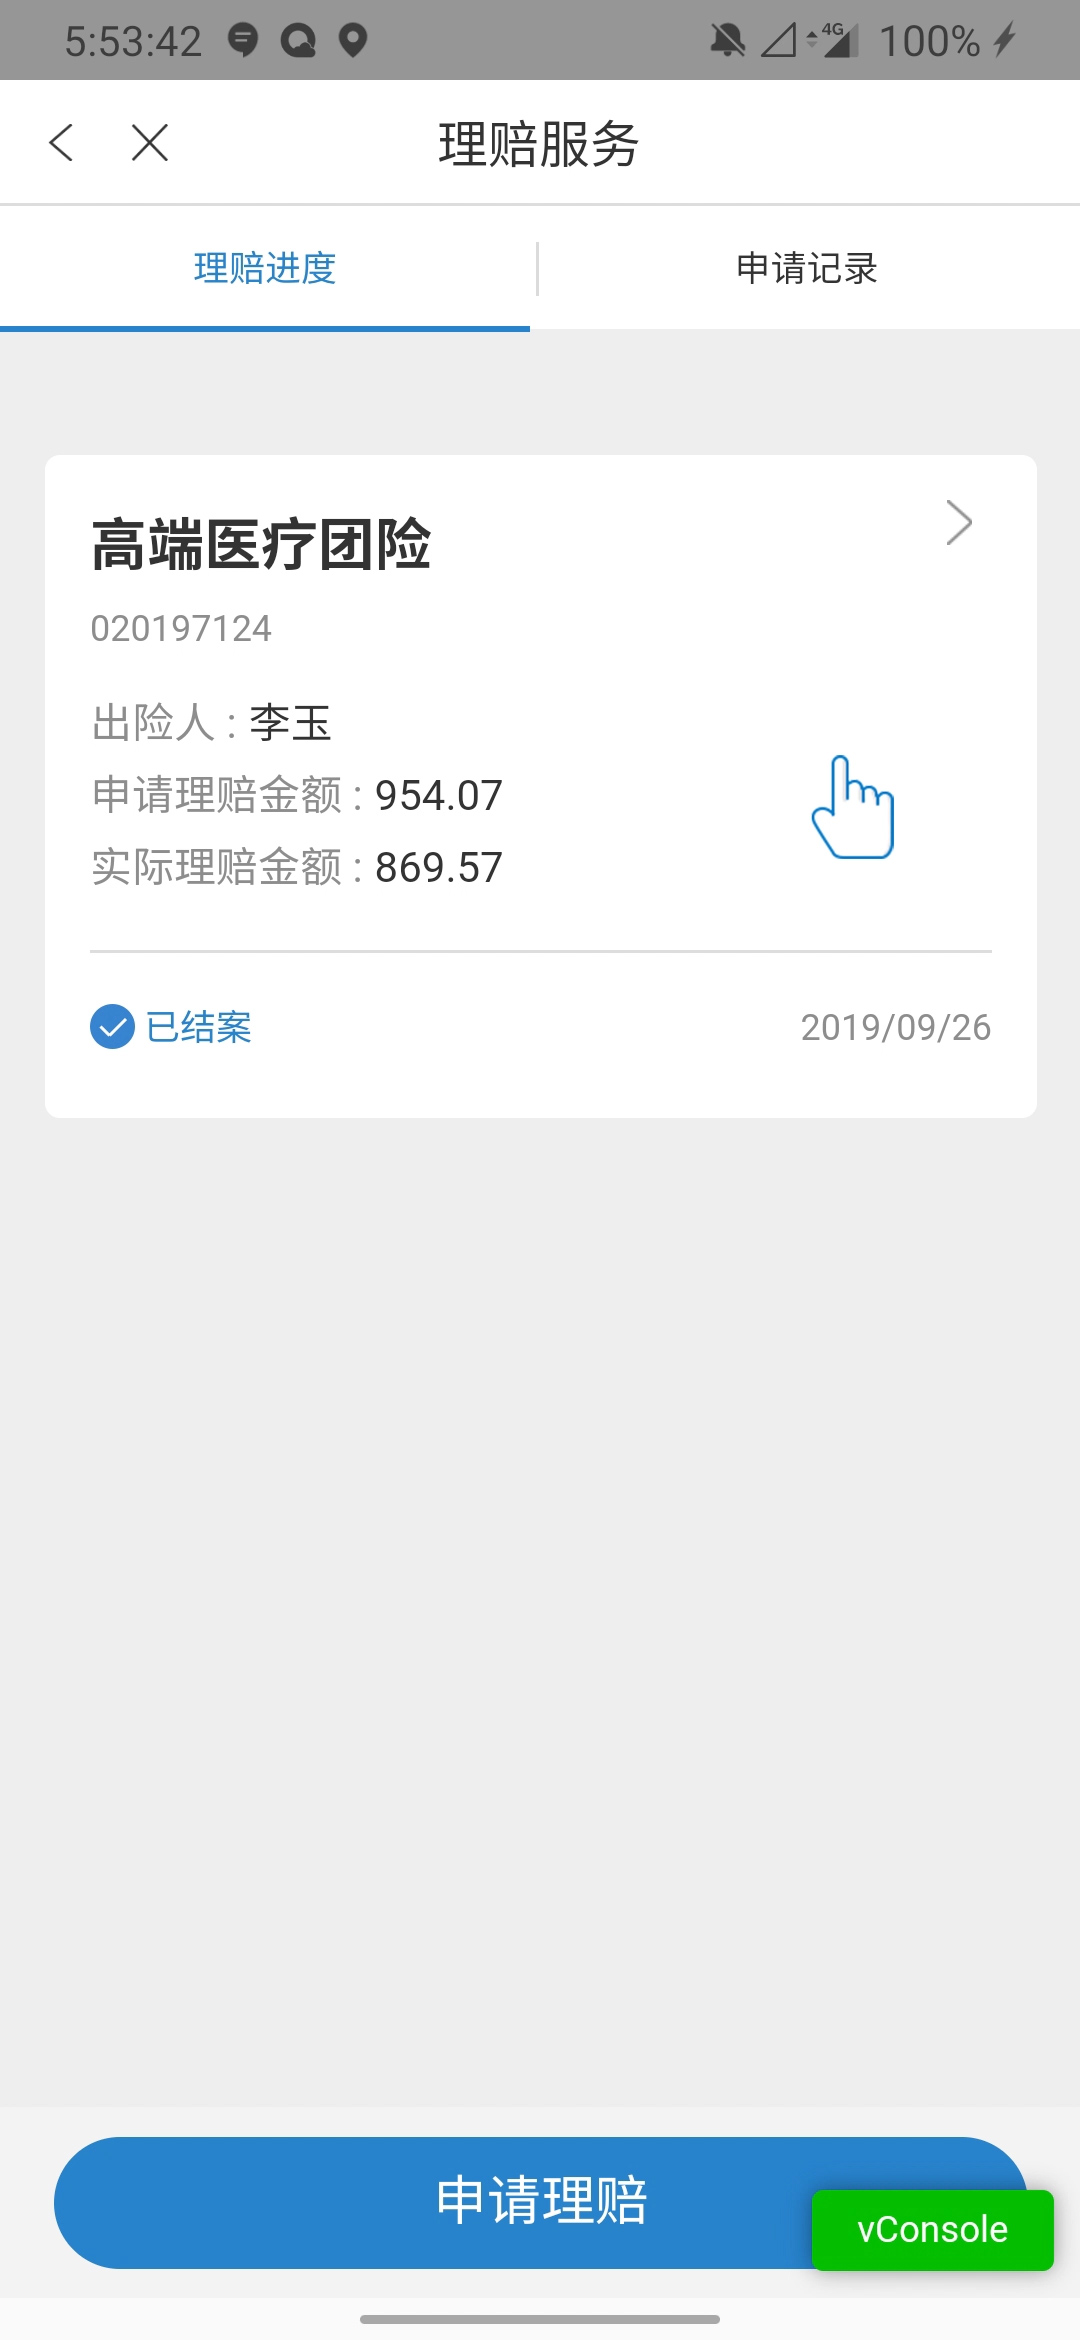 5:53:42 4G 100%
理赔服务
理赔进度 申请记录
高端医疗团险
020197124
出险人 : 李玉
申请理赔金额 : 954.07
实际理赔金额 : 869.57
已结案 2019/09/26
申请理赔
vConsole